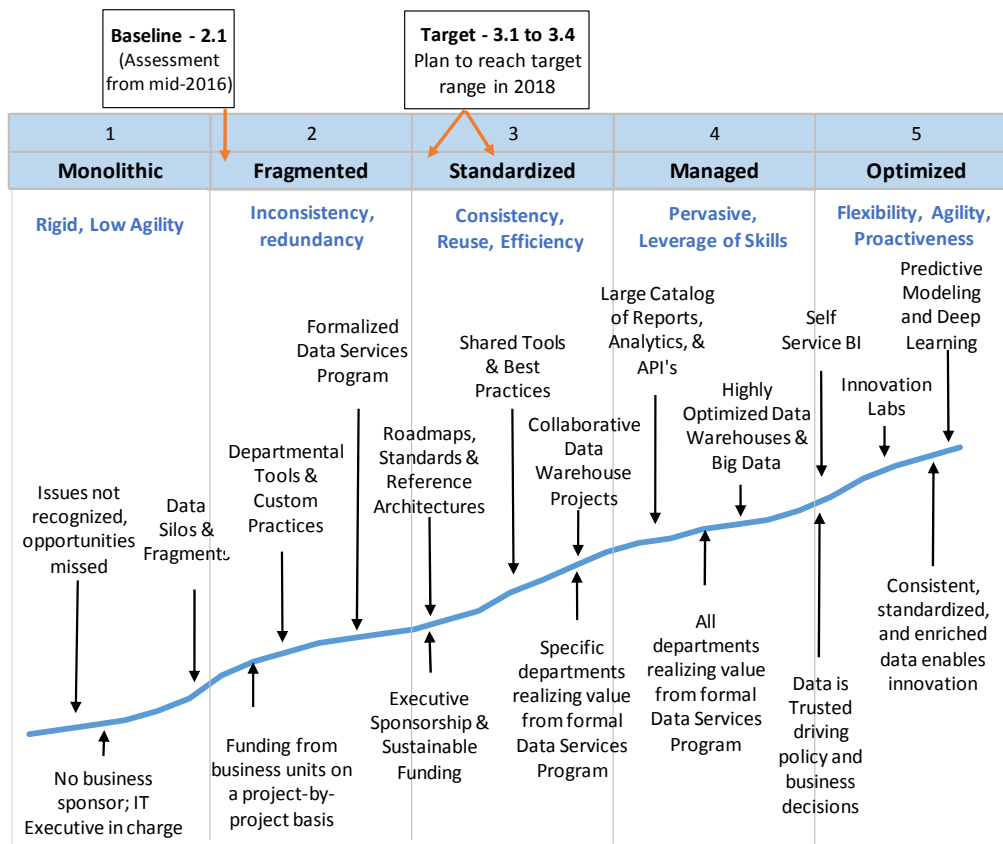 Baseline - 2.1
(Assessment
from mid-2016)
Target - 3.1 to 3.4
Plan to reach target
range in 2018
1
2
3
4
5
Monolithic
Fragmented
Standardized
Managed
Optimized
Rigid, Low Agility
Inconsistency,
redundancy
Consistency,
Reuse, Efficiency
Pervasive,
Leverage of Skills
Flexibility, Agility,
Proactiveness
Issues not
recognized,
opportunities
missed
Data
Silos &
Fragments
Departmental
Tools &
Custom
Practices
Formalized
Data Services
Program
Roadmaps,
Standards &
Reference
Architectures
Shared Tools
& Best
Practices
Collaborative
Data
Warehouse
Projects
Large Catalog
of Reports,
Analytics, &
API's
Highly
Optimized Data
Warehouses &
Big Data
Self
Service BI
Innovation
Labs
Predictive
Modeling
and Deep
Learning
No business
sponsor; IT
Executive in charge
Funding from
business units on
a project-by-
project basis
Executive
Sponsorship &
Sustainable
Funding
Specific
departments
realizing value
from formal
Data Services
Program
All
departments
realizing value
from formal
Data Services
Program
Data is
Trusted
driving
policy and
business
decisions
Consistent,
standardized,
and enriched
data enables
innovation